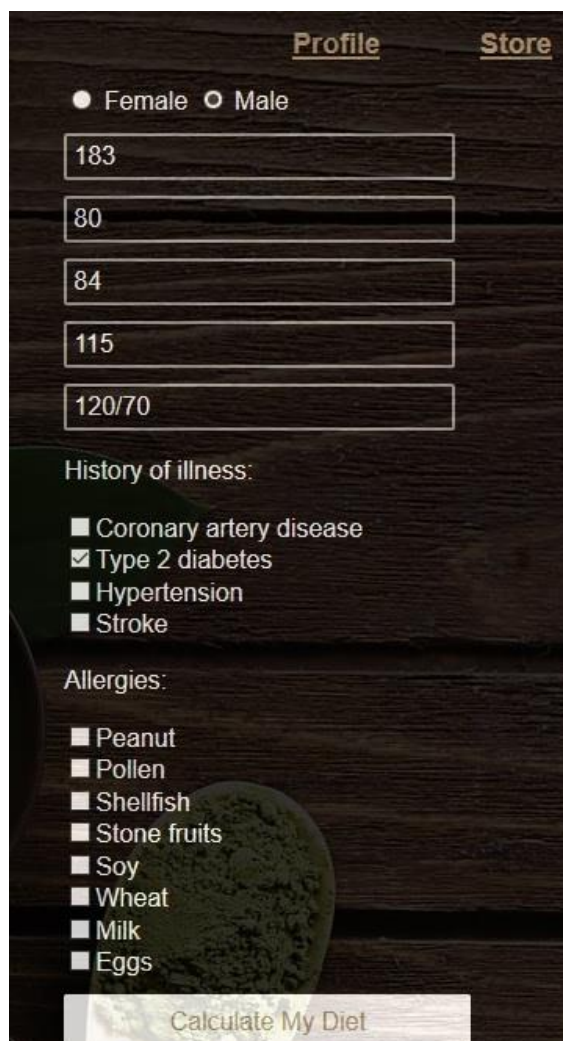 Profile Store
Female Male
183
80
84
115
120/70
History of illness:
Coronary artery disease
Type 2 diabetes
Hypertension
Stroke
Allergies:
Peanut
Pollen
Shellfish
Stone fruits
Soy
Wheat
Milk
Eggs
Calculate My Diet